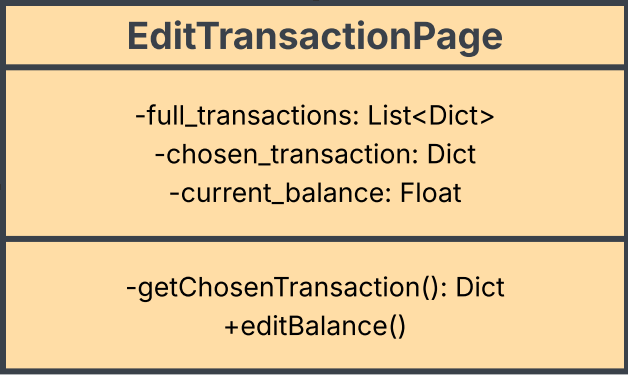 EditTransactionPage
-full_transactions: List<Dict>
-chosen_transaction: Dict
-current_balance: Float
-getChosenTransaction(): Dict
+editBalance()